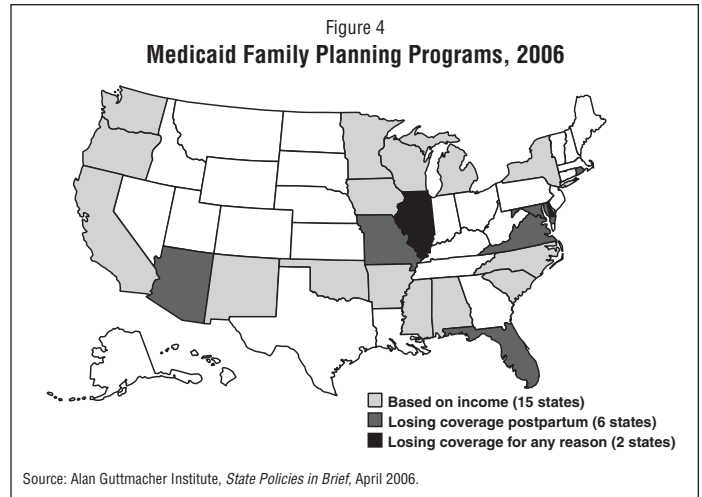 Figure 4
Medicaid Family Planning Programs, 2006
Based on income (15 states)
Losing coverage postpartum (6 states)
Losing coverage for any reason (2 states)
Source: Alan Guttmacher Institute, State Policies in Brief, April 2006.